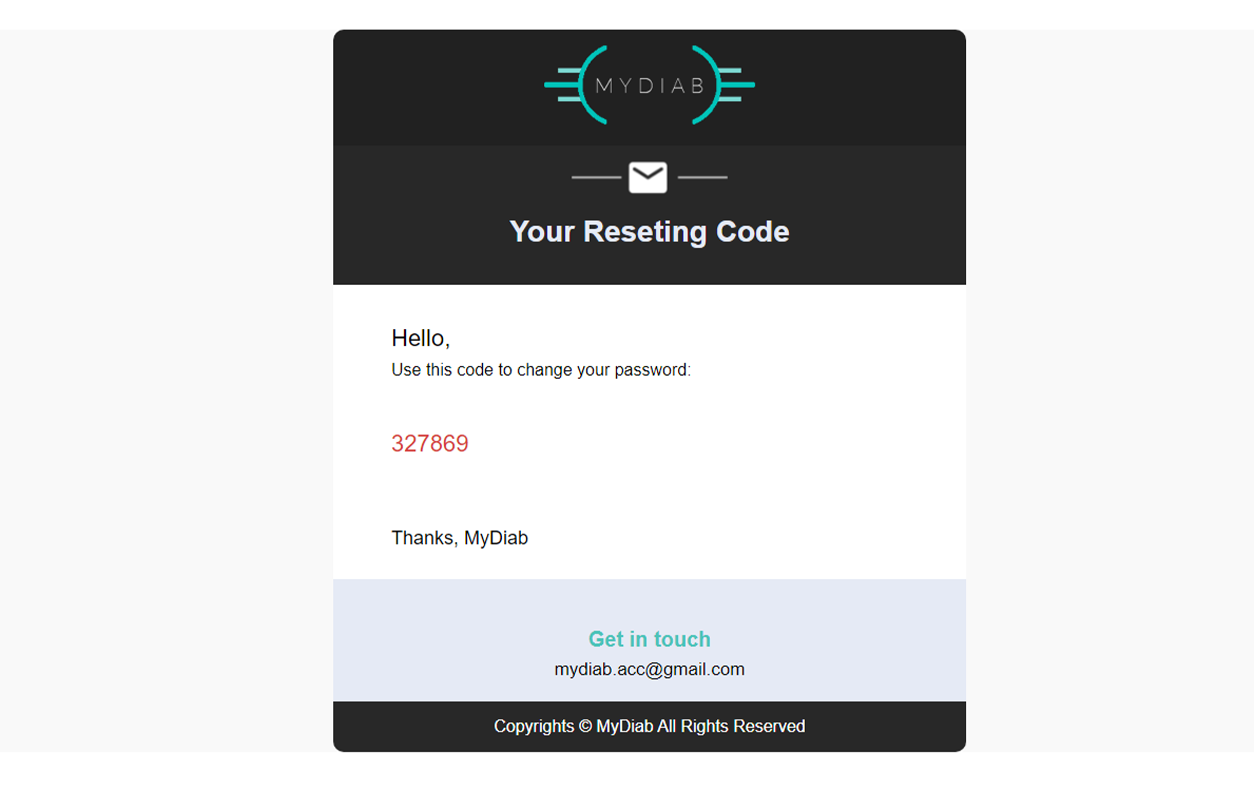 MYDIAB
Your Reseting Code
Hello,
Use this code to change your password:
327869
Thanks, MyDiab
Get in touch
mydiab.acc@gmail.com
Copyrights © MyDiab All Rights Reserved